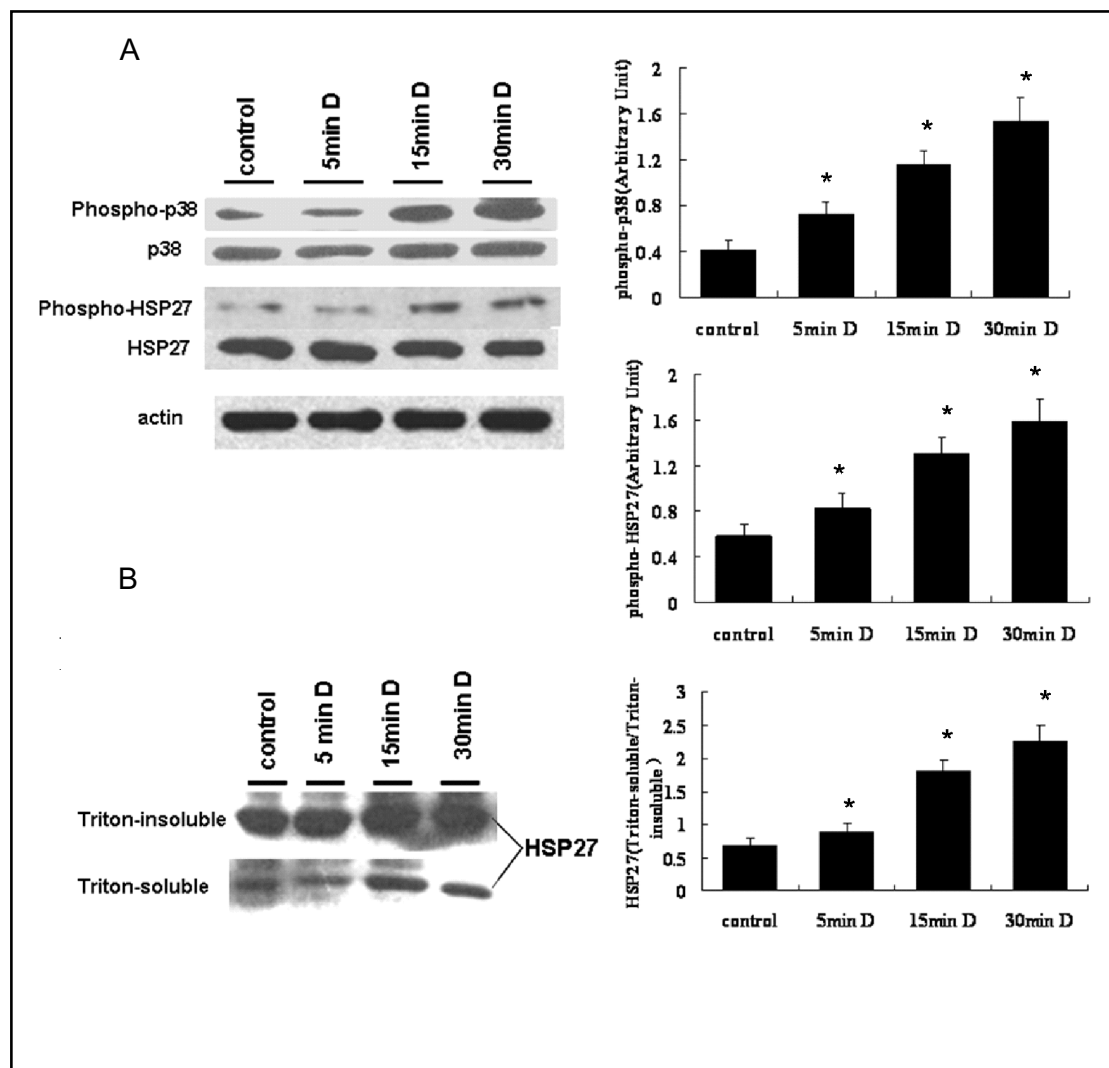 A
control
5min D
15min D
30min D
Phospho-p38
p38
Phospho-HSP27
HSP27
actin
phospho-p38(Arbitrary Unit)
2
1.6
1.2
0.8
0.4
0
control
5min D
15min D
30min D
*
*
*
*
phospho-HSP27(Arbitrary Unit)
2
1.6
1.2
0.8
0.4
0
control
5min D
15min D
30min D
*
*
*
B
control
5 min D
15min D
30min D
Triton-insoluble
Triton-soluble
HSP27
HSP27(Triton-soluble/Triton-
insoluble)
3
2.5
2
1.5
1
0.5
0
control
5min D
15min D
30min D
*
*
*